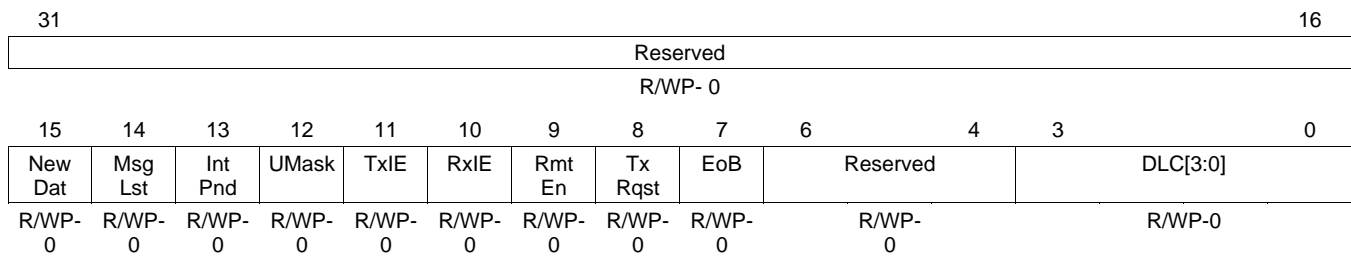 31 16
Reserved
R/WP- 0
15 14 13 12 11 10 9 8 7 6 4 3 0
New Dat Msg Lst Int Pnd UMask TxIE RxIE Rmt En Tx Rqst EoB Reserved DLC[3:0]
R/WP- 0 R/WP- 0 R/WP- 0 R/WP- 0 R/WP- 0 R/WP- 0 R/WP- 0 R/WP- 0 R/WP- 0 R/WP- 0 R/WP-0